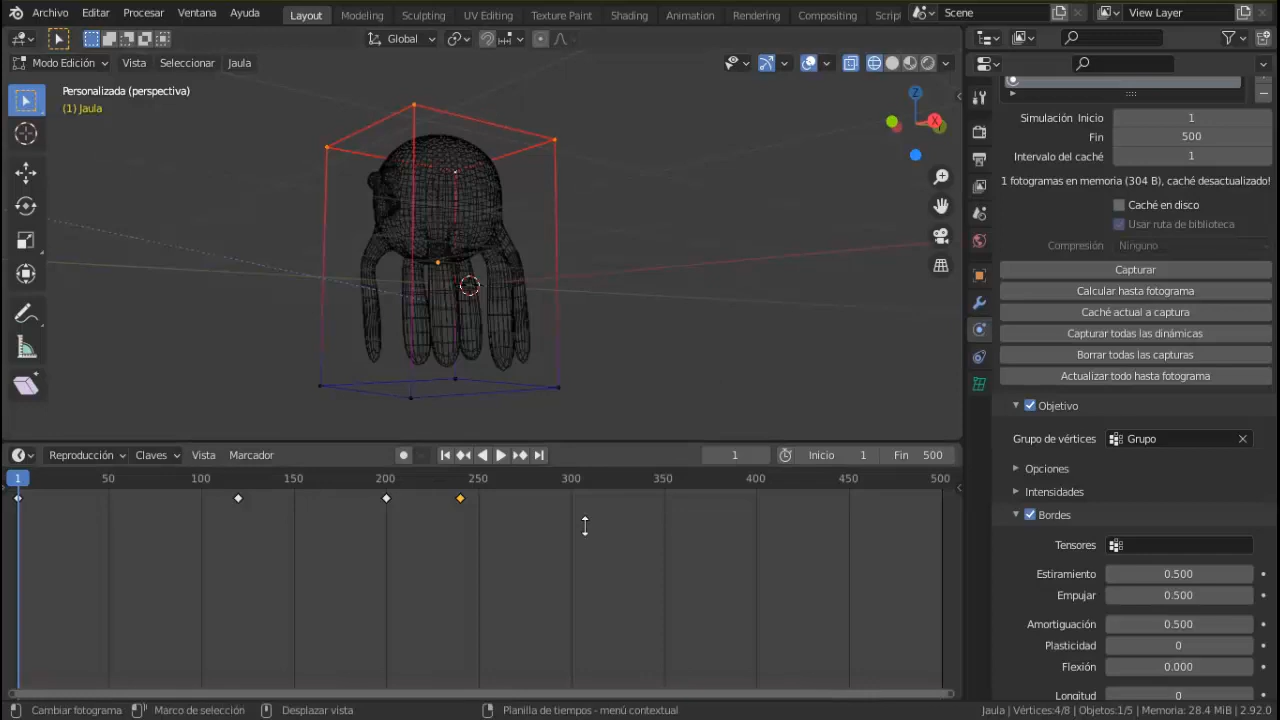 Archivo Editar Procesar Ventana Ayuda Layout Modeling Sculpting UV Editing Texture Paint Shading Animation Rendering Compositing Scrip Scene View Layer
Global
Modo Edición Vista Seleccionar Jaula
Personalizada (perspectiva)
(1) Jaula
Z
X
Y
Simulación Inicio 1
Fin 500
Intervalo del caché 1
1 fotogramas en memoria (304 B), caché desactualizado!
Caché en disco
Usar ruta de biblioteca
Compresión Ninguno
Capturar
Calcular hasta fotograma
Caché actual a captura
Capturar todas las dinámicas
Borrar todas las capturas
Actualizar todo hasta fotograma
Objetivo
Grupo de vértices Grupo
Opciones
Intensidades
Bordes
Tensores
Estiramiento 0.500
Empujar 0.500
Amortiguación 0.500
Plasticidad 0
Flexión 0.000
Longitud 0
Reproducción Claves Vista Marcador 1 Inicio 1 Fin 500
1 50 100 150 200 250 300 350 400 450 500
Cambiar fotograma Marco de selección Desplazar vista Planilla de tiempos - menú contextual Jaula | Vértices:4/8 | Objetos:1/5 | Memoria: 28.4 MiB | 2.92.0